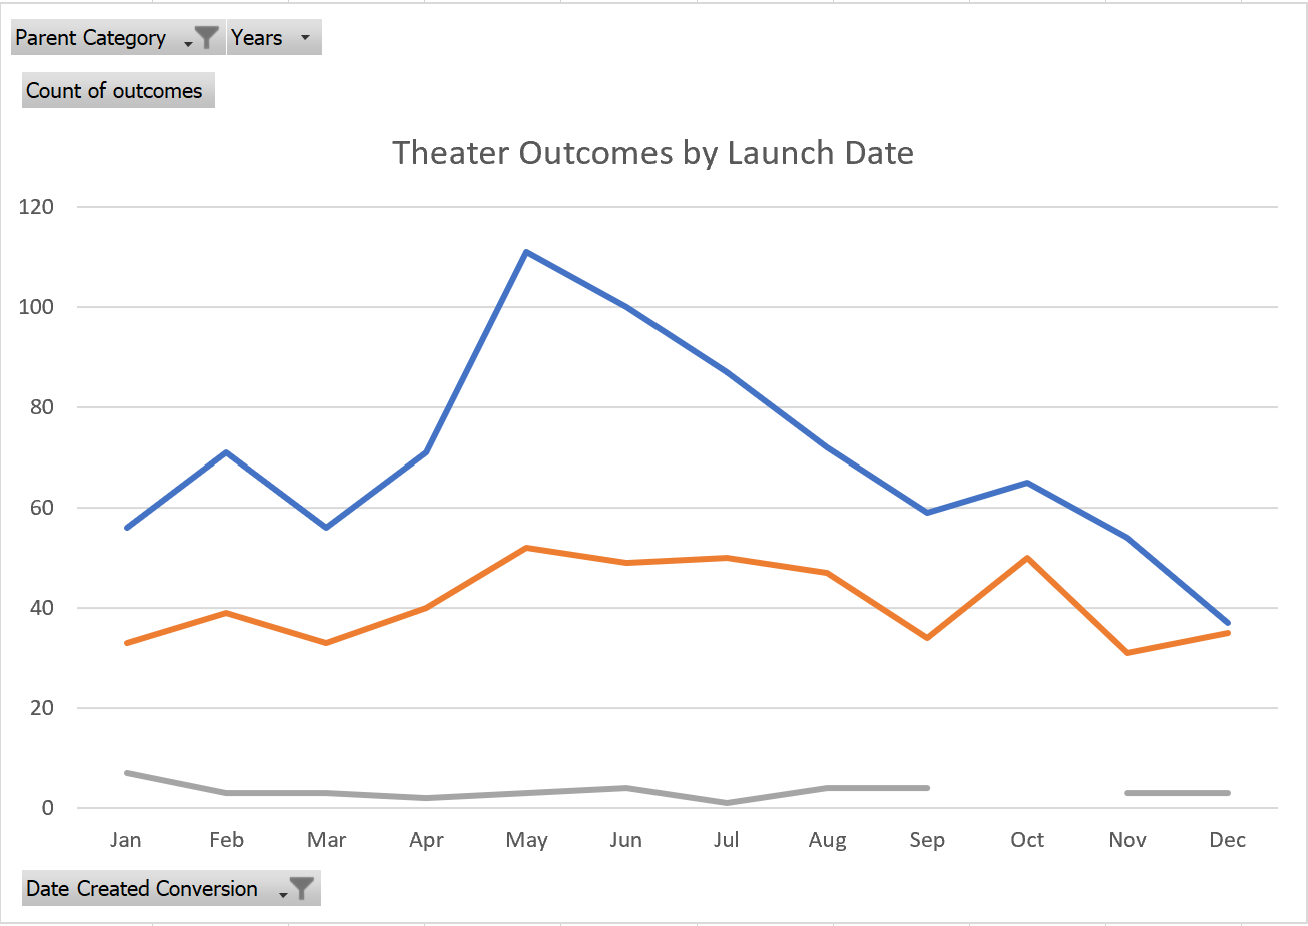 Parent Category Years
Count of outcomes
Theater Outcomes by Launch Date
120
100
80
60
40
20
0
Jan Feb Mar Apr May Jun Jul Aug Sep Oct Nov Dec
Date Created Conversion